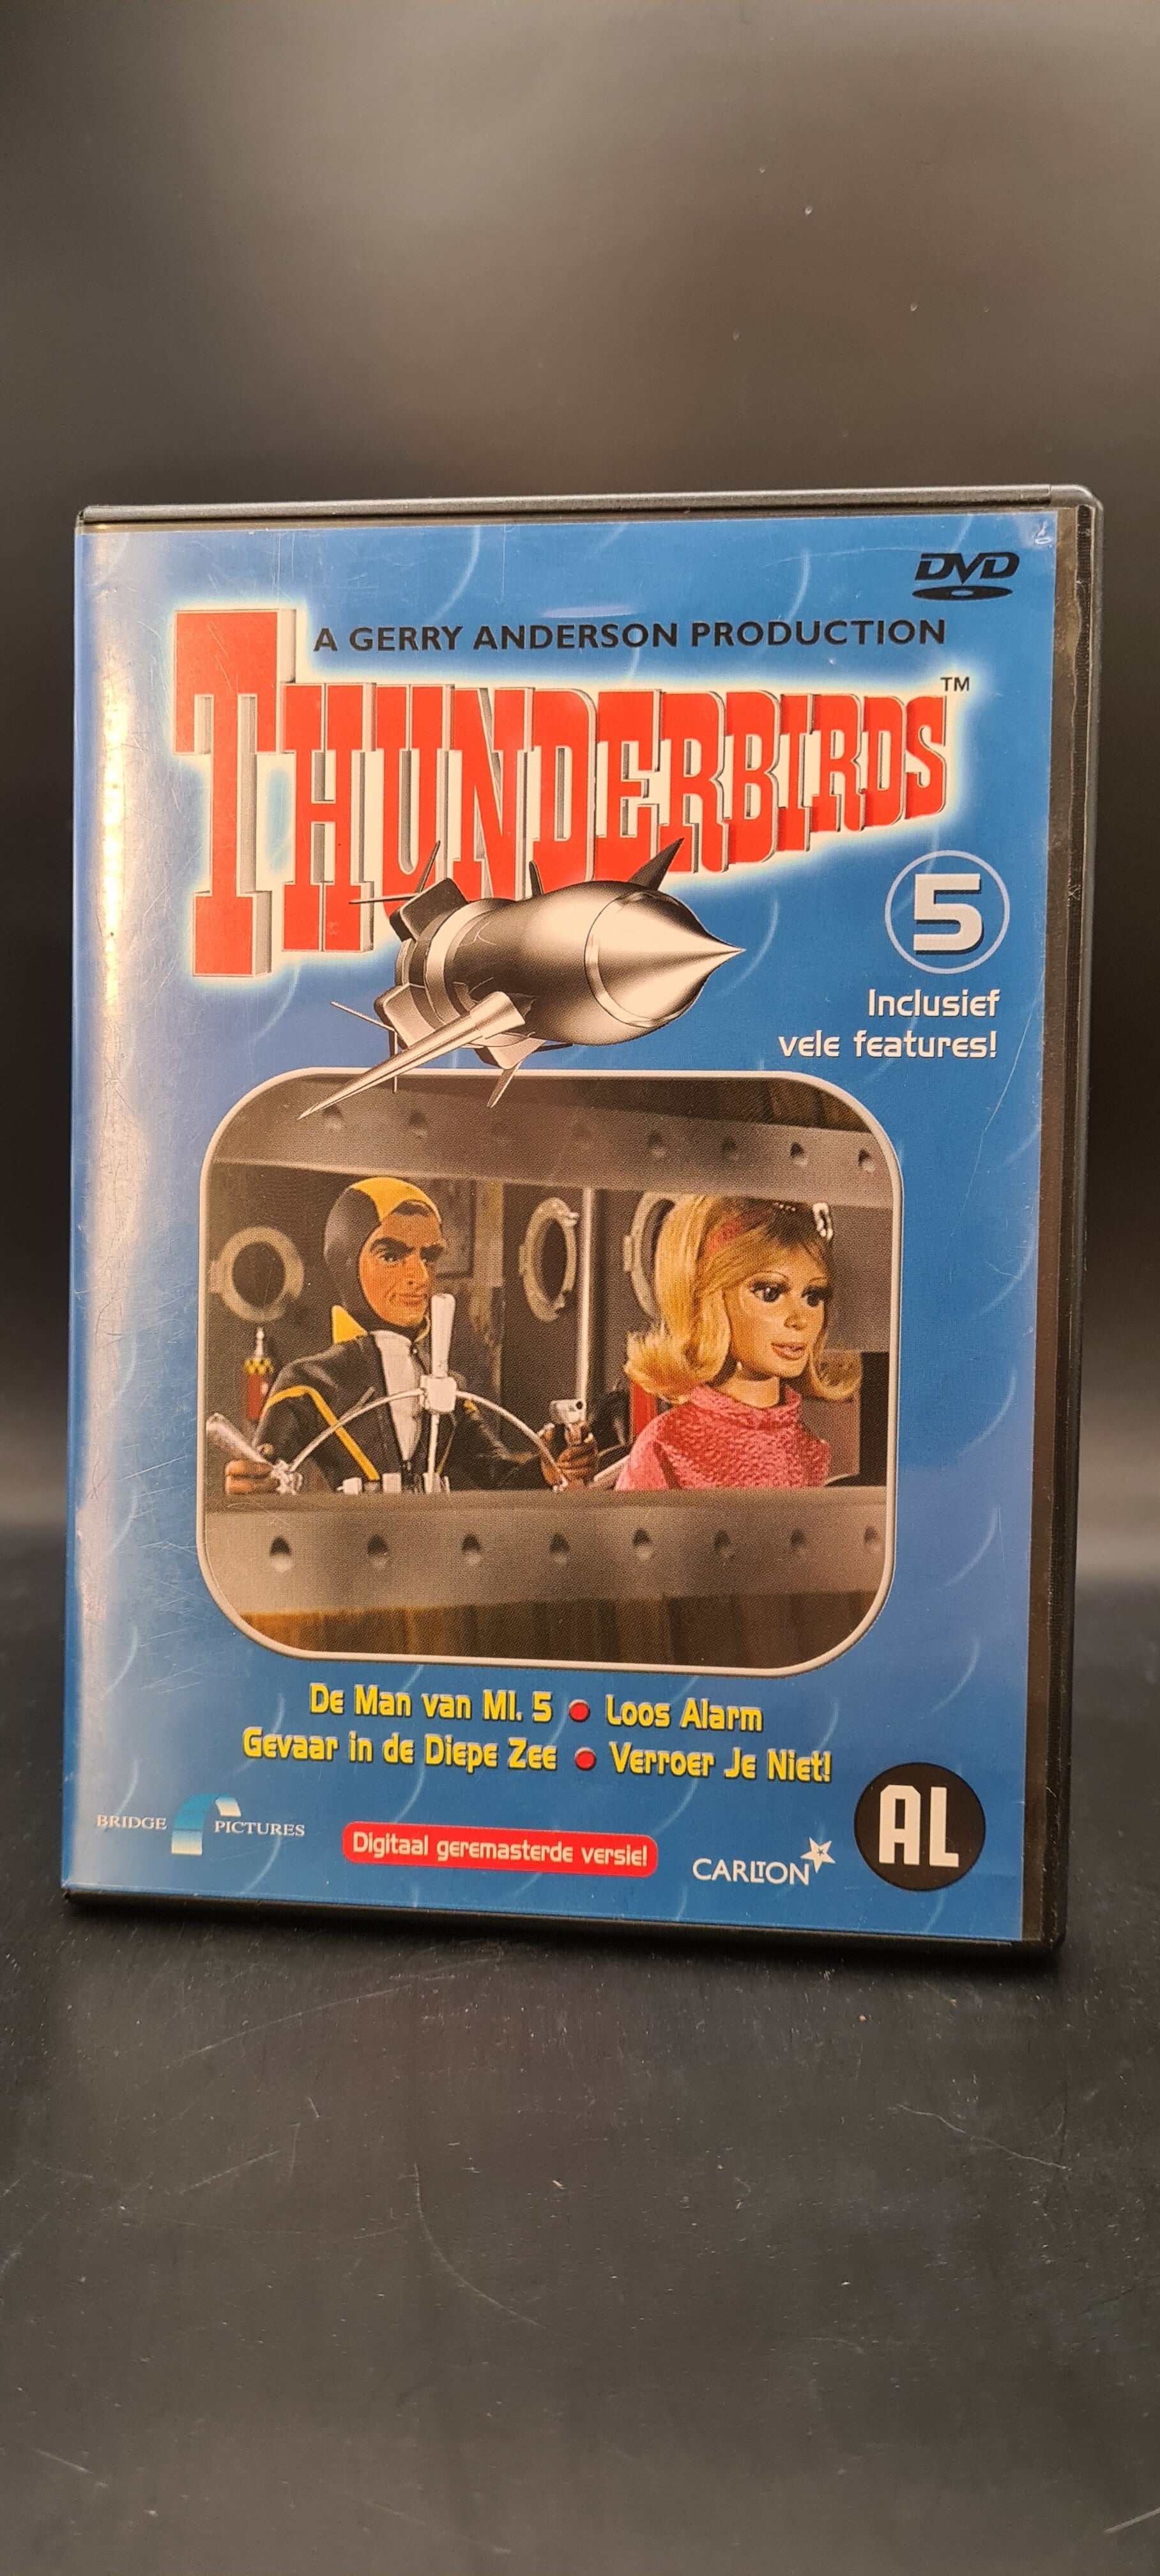 DVD
A GERRY ANDERSON PRODUCTION
THUNDERBIRDS™
5
Inclusief
vele features!
De Man van MI. 5 • Loos Alarm
Gevaar in de Diepe Zee • Verroer Je Niet!
BRIDGE PICTURES
Digitaal geremasterde versie!
CARLTON
AL